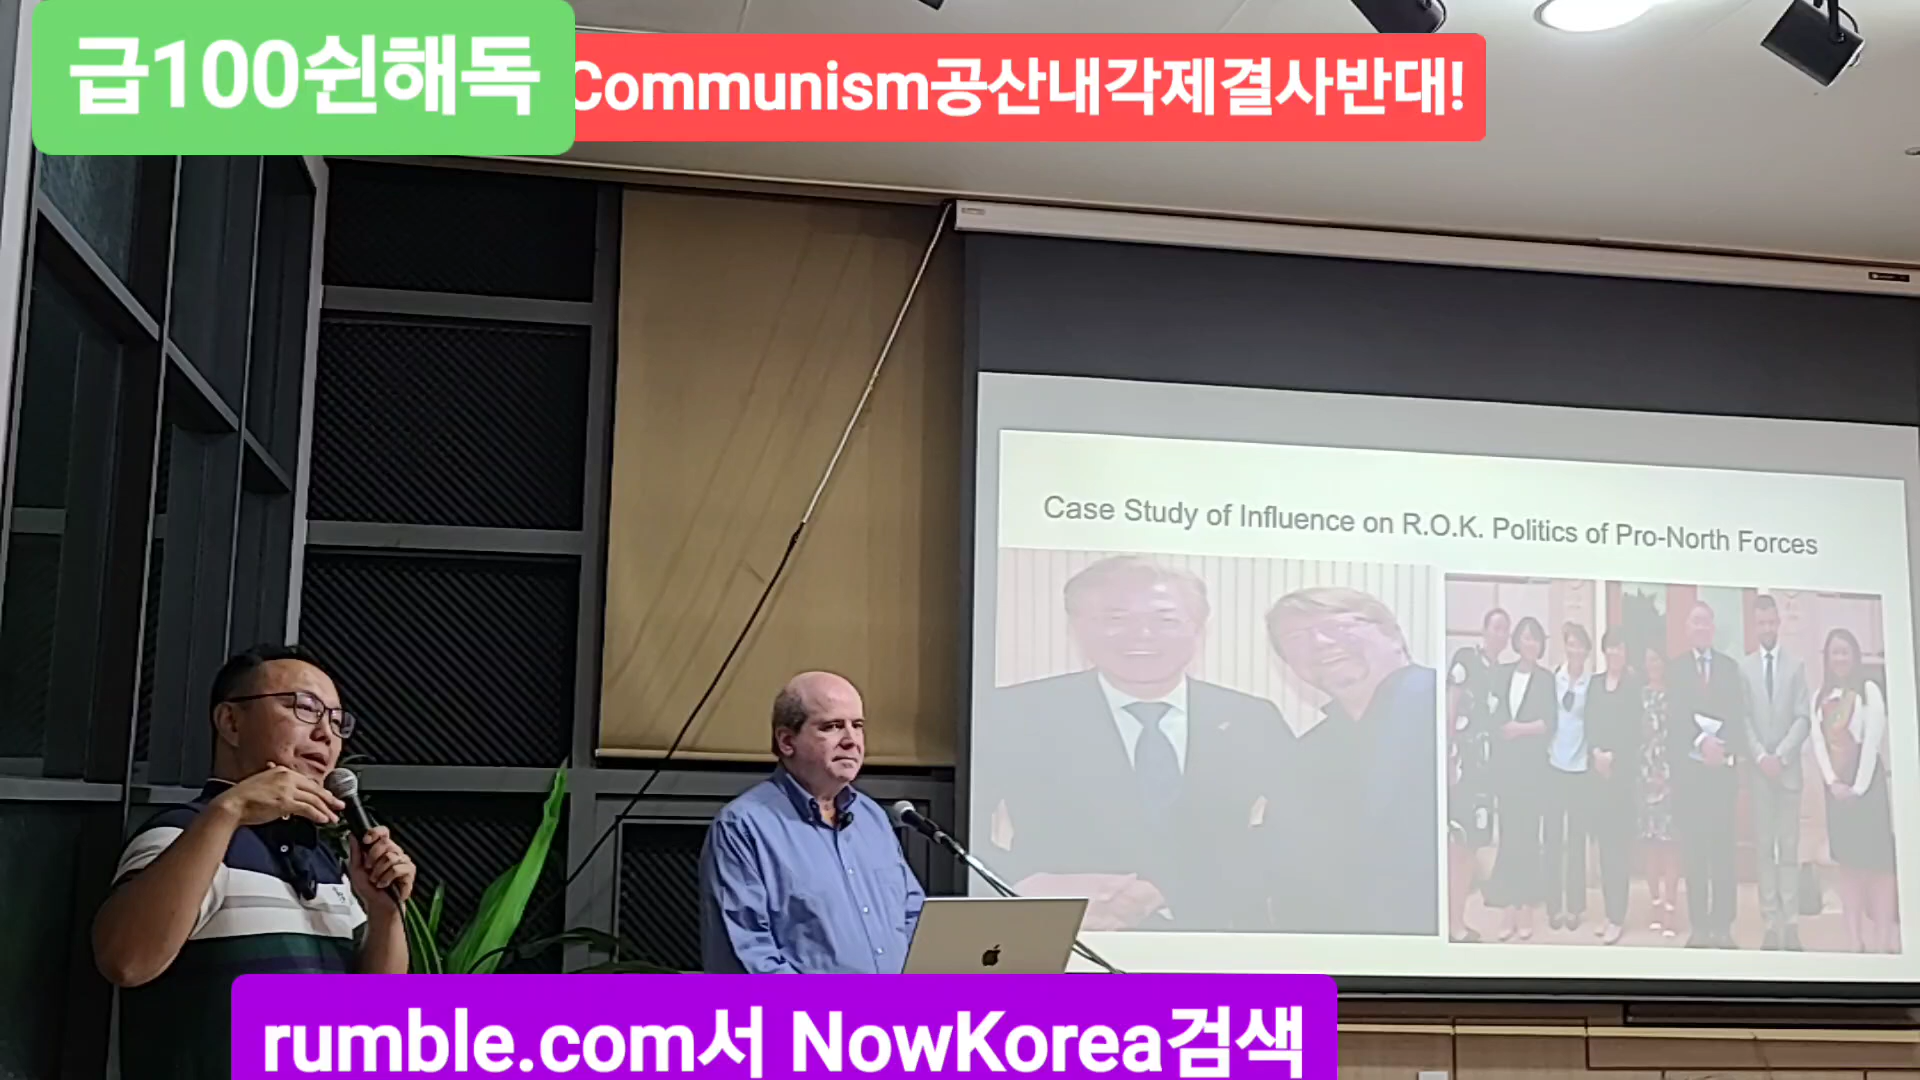 급100쉰해독
Communism공산내각제결사반대!
Case Study of Influence on R.O.K. Politics of Pro-North Forces
rumble.com서 NowKorea검색